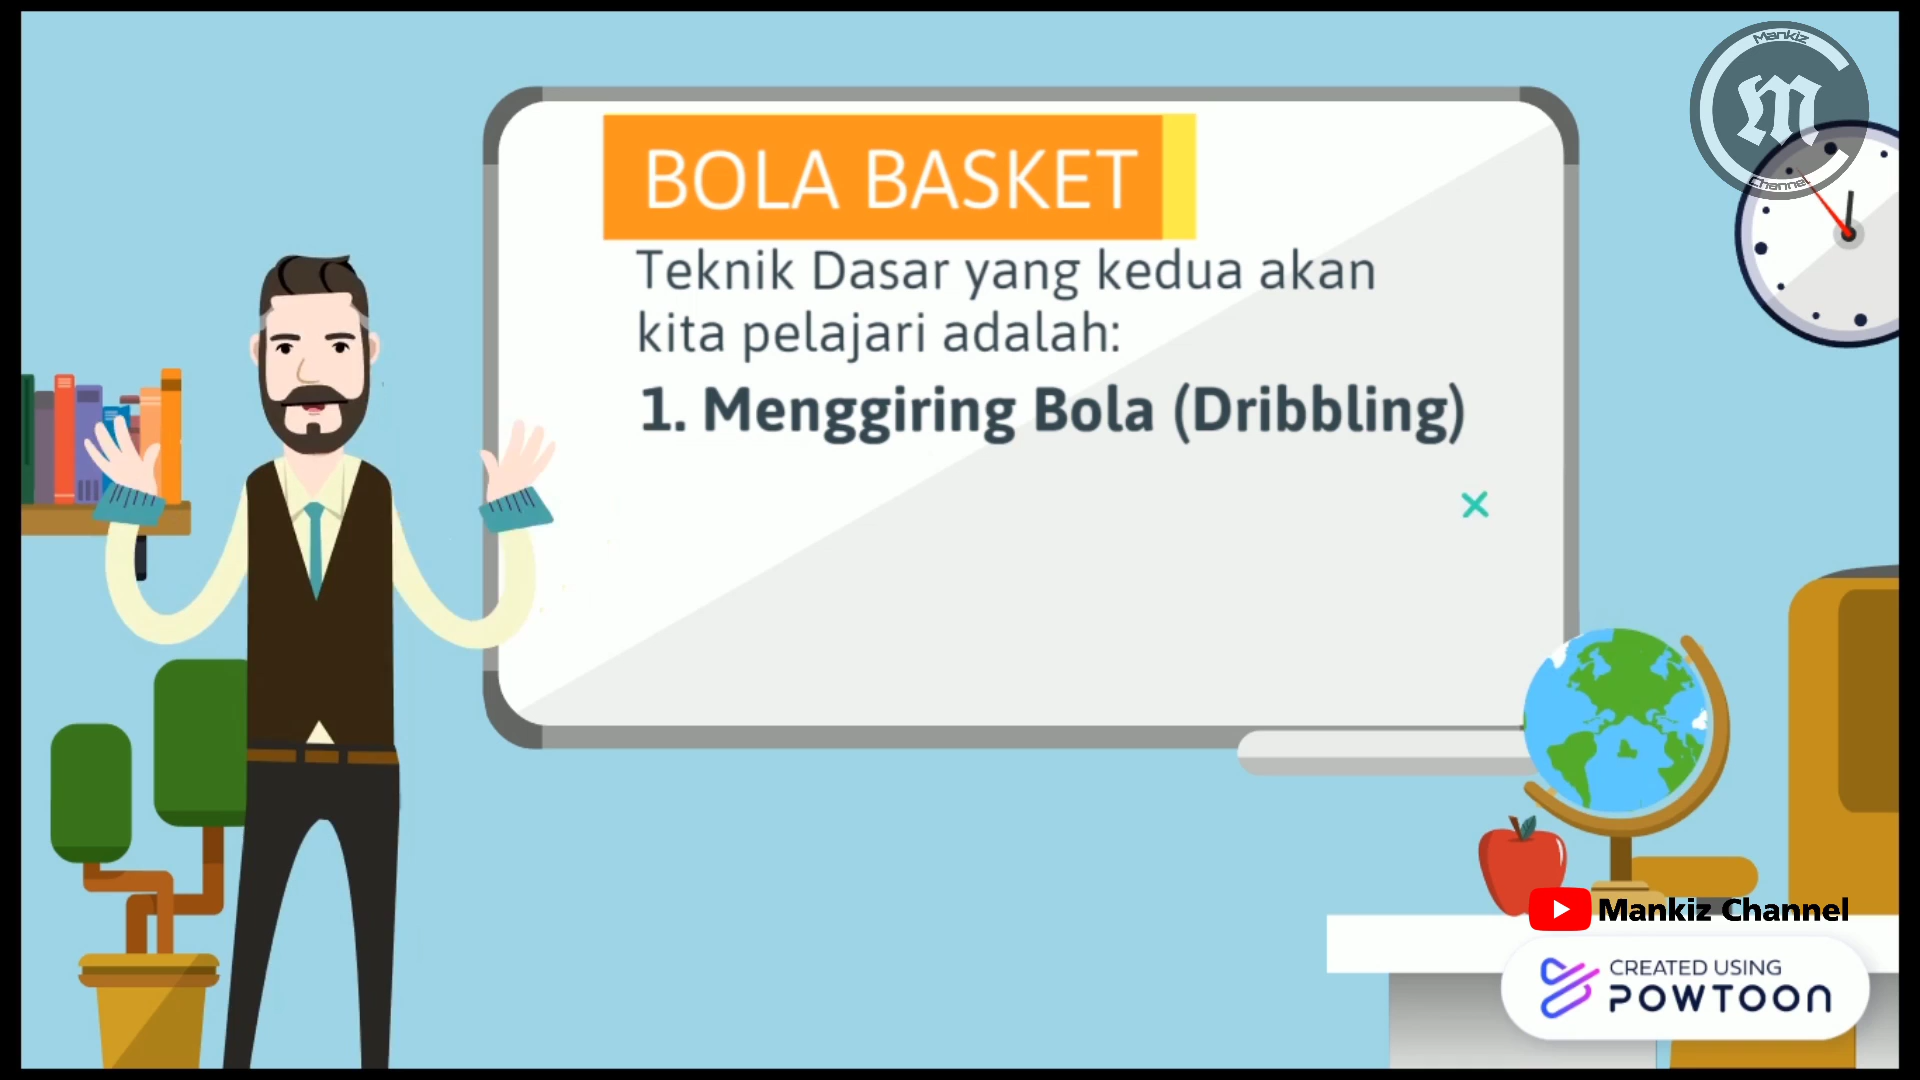 Mankiz
Channel
BOLA BASKET
Teknik Dasar yang kedua akan
kita pelajari adalah:
1. Menggiring Bola (Dribbling)
Mankiz Channel
CREATED USING
POWTOON